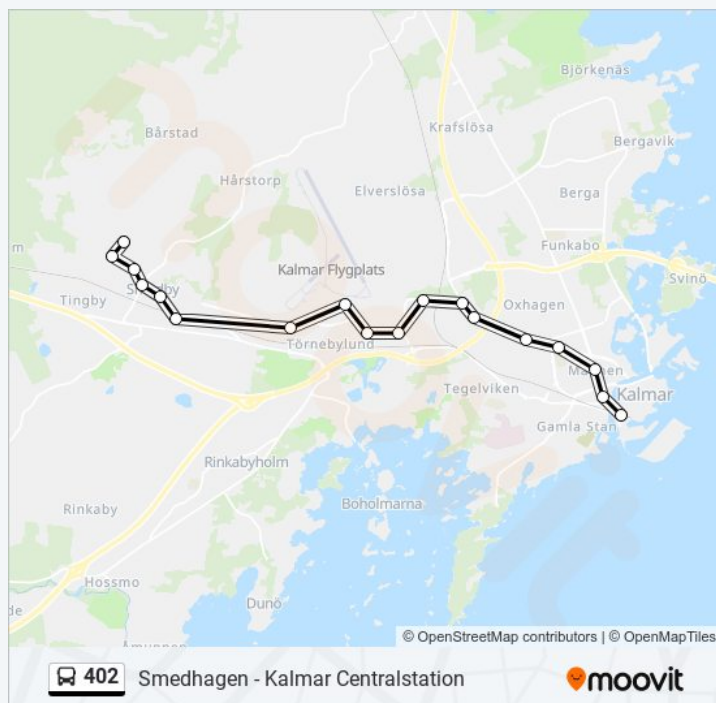 Björkenäs
Krafslösa
Bårstad
Bergavik
Hårstorp
Elverslösa
Berga
Funkabo
Kalmar Flygplats
Svinö
Tingby
Oxhagen
Törnebylund
Tegelviken
Kalmar
Gamla Stan
Rinkabyholm
Boholmarna
Rinkaby
Hossmo
Dunö
© OpenStreetMap contributors | © OpenMapTiles
402 Smedhagen - Kalmar Centralstation moovit